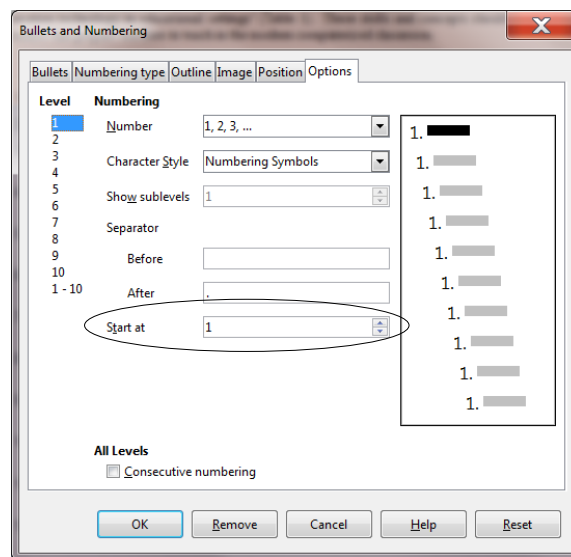 Bullets and Numbering
Bullets Numbering type Outline Image Position Options
Level Numbering
1
2
3
4
5
6
7
8
9
10
1 - 10
Number 1, 2, 3, ...
Character Style Numbering Symbols
Show sublevels 1
Separator
Before
After .
Start at 1
1.
1.
1.
1.
1.
1.
1.
1.
1.
1.
All Levels
Consecutive numbering
OK Remove Cancel Help Reset